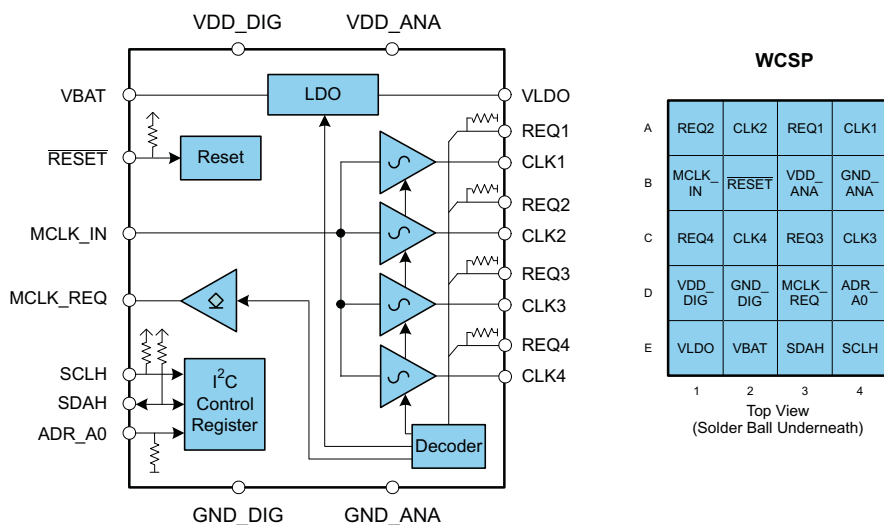 VDD_DIG
VDD_ANA
VBAT
LDO
VLDO
REQ1
RESET
Reset
CLK1
REQ2
MCLK_IN
CLK2
REQ3
MCLK_REQ
CLK3
REQ4
SCLH
CLK4
SDAH
I2C
Control
Register
ADR_A0
Decoder
GND_DIG
GND_ANA
WCSP
A
REQ2
CLK2
REQ1
CLK1
B
MCLK_
IN
RESET
VDD_
ANA
GND_
ANA
C
REQ4
CLK4
REQ3
CLK3
D
VDD_
DIG
GND_
DIG
MCLK_
REQ
ADR_
A0
E
VLDO
VBAT
SDAH
SCLH
1
2
3
4
Top View
(Solder Ball Underneath)